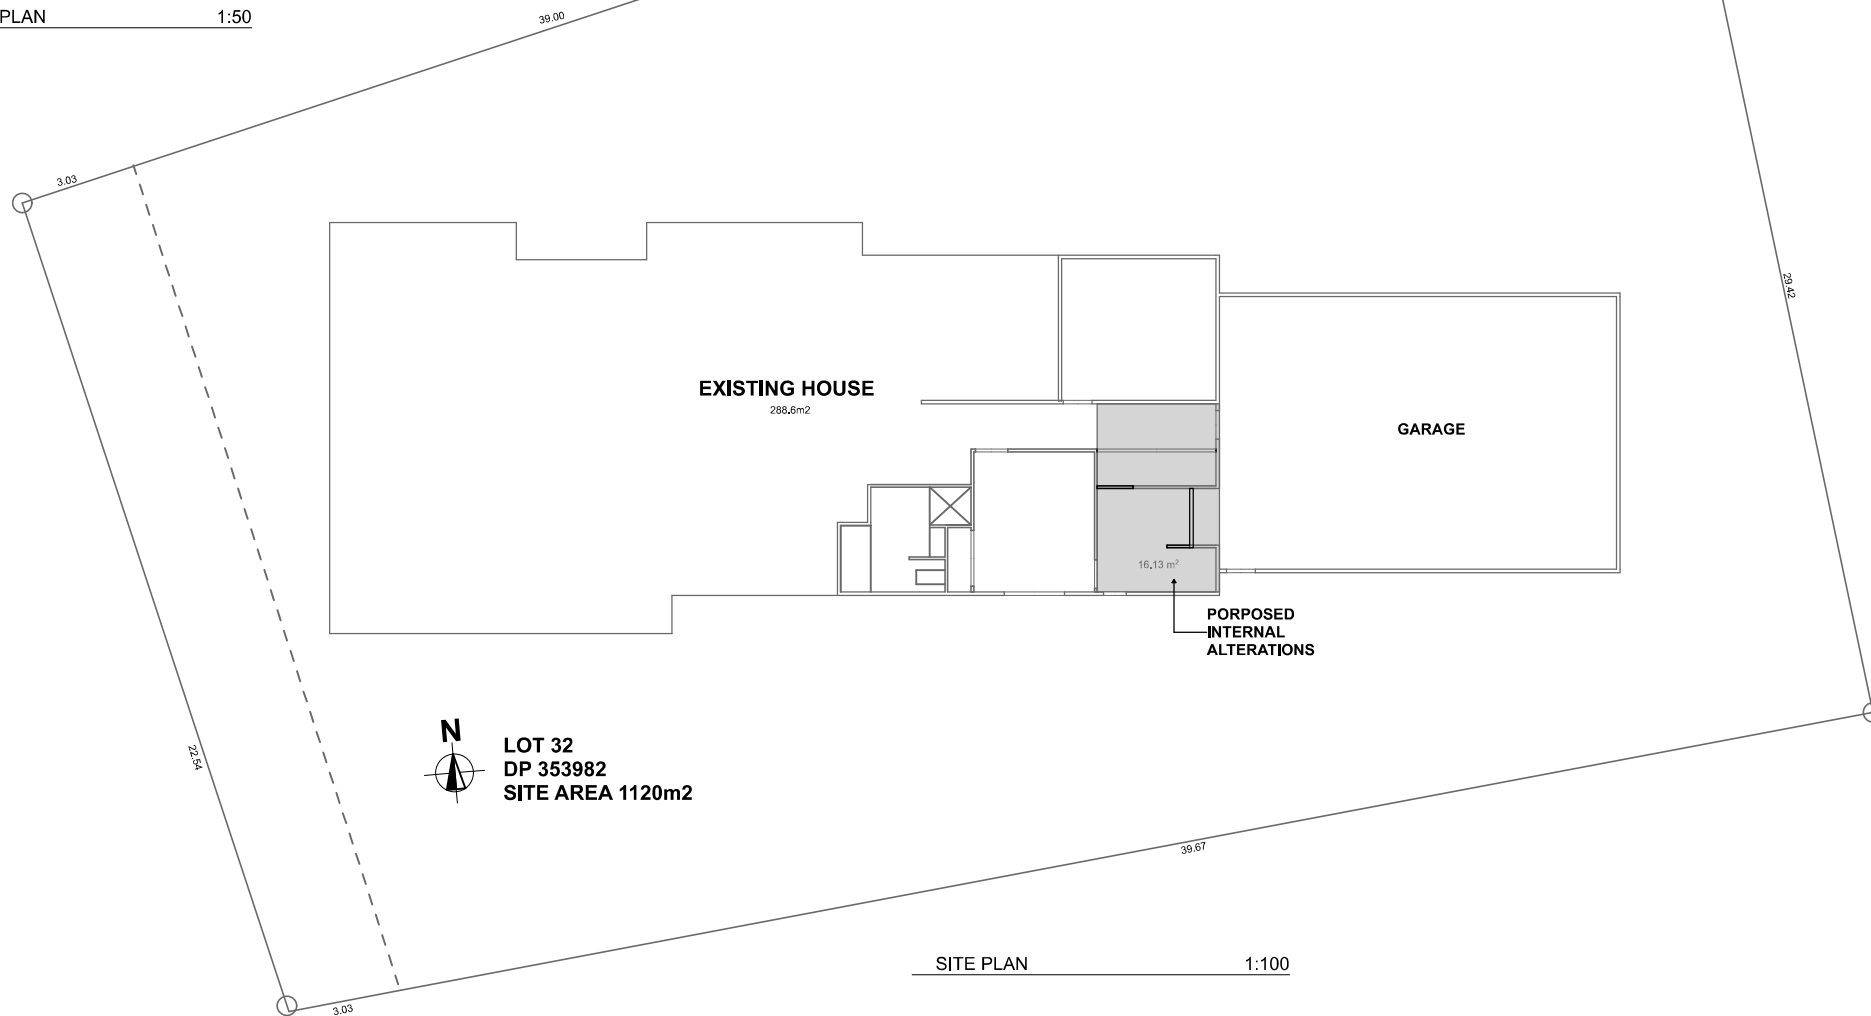 PLAN 1:50
39.00
3.03
29.42
EXISTING HOUSE
288.6m2
GARAGE
16.13 m²
PORPOSED
INTERNAL
ALTERATIONS
N
LOT 32
DP 353982
SITE AREA 1120m2
22.54
39.67
SITE PLAN 1:100
3.03